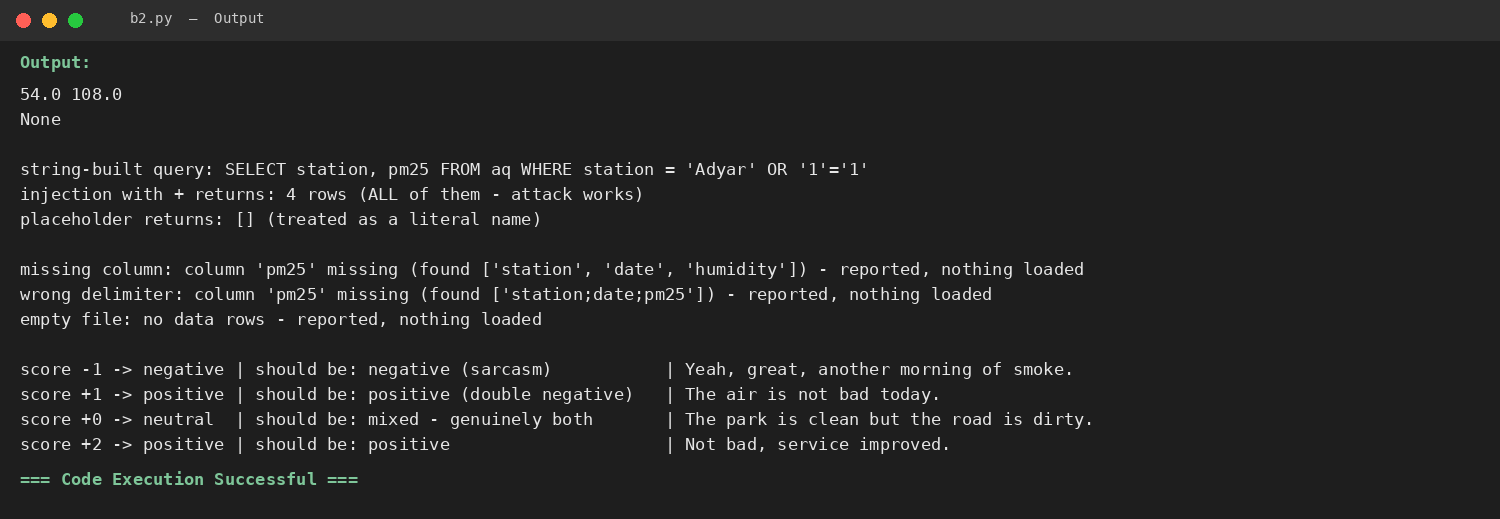 b2.py — Output
Output:
54.0 108.0
None
string-built query: SELECT station, pm25 FROM aq WHERE station = 'Adyar' OR '1'='1'
injection with + returns: 4 rows (ALL of them - attack works)
placeholder returns: [] (treated as a literal name)
missing column: column 'pm25' missing (found ['station', 'date', 'humidity']) - reported, nothing loaded
wrong delimiter: column 'pm25' missing (found ['station;date;pm25']) - reported, nothing loaded
empty file: no data rows - reported, nothing loaded
score -1 -> negative | should be: negative (sarcasm)           | Yeah, great, another morning of smoke.
score +1 -> positive | should be: positive (double negative)   | The air is not bad today.
score +0 -> neutral  | should be: mixed - genuinely both       | The park is clean but the road is dirty.
score +2 -> positive | should be: positive                     | Not bad, service improved.
=== Code Execution Successful ===